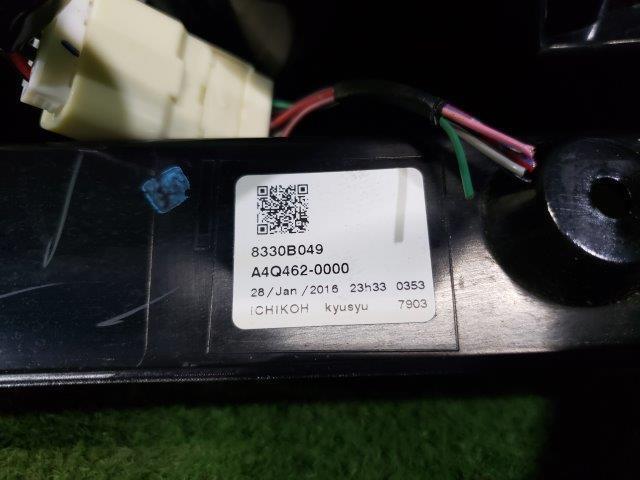 8330B049
A4Q462-0000
28/Jan/2016 23h33 0353
ICHIKOH kyusyu 7903